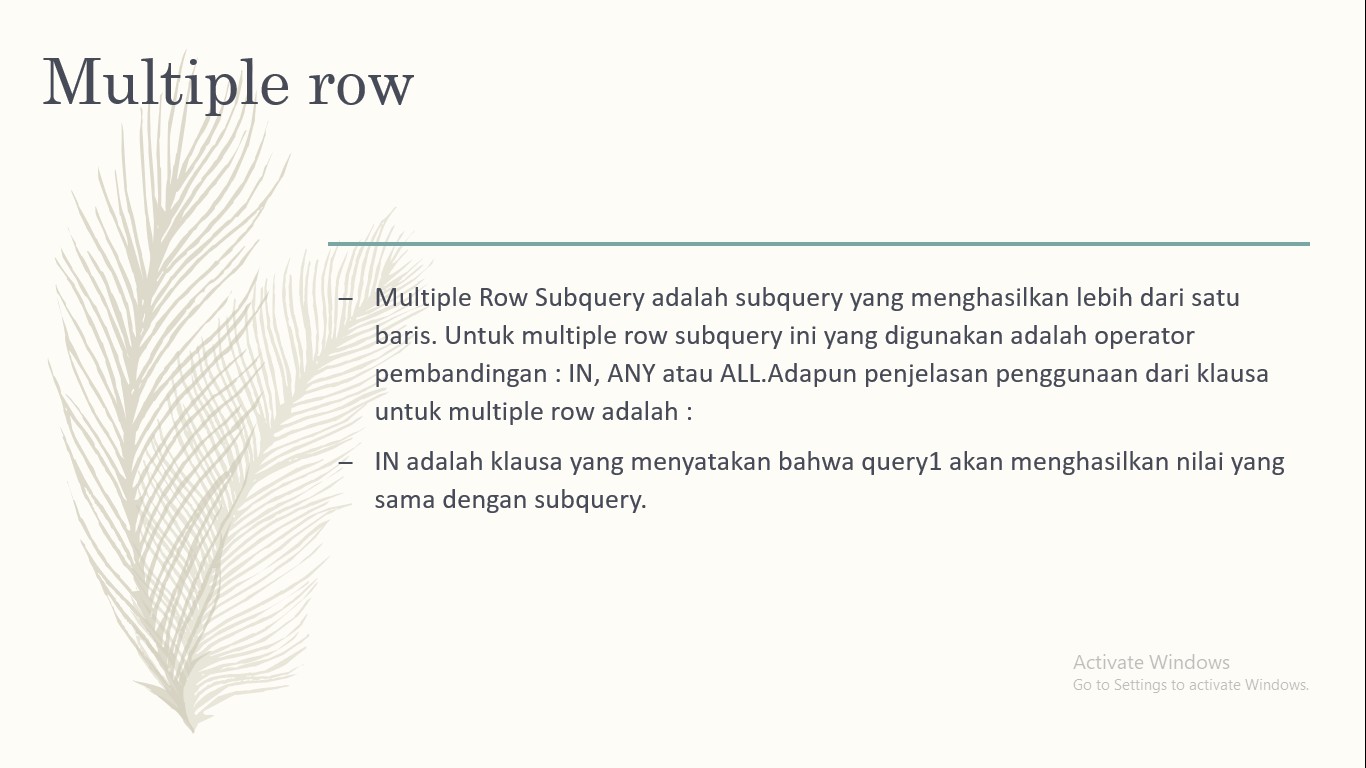 Multiple row
– Multiple Row Subquery adalah subquery yang menghasilkan lebih dari satu
baris. Untuk multiple row subquery ini yang digunakan adalah operator
pembandingan : IN, ANY atau ALL.Adapun penjelasan penggunaan dari klausa
untuk multiple row adalah :
– IN adalah klausa yang menyatakan bahwa query1 akan menghasilkan nilai yang
sama dengan subquery.
Activate Windows
Go to Settings to activate Windows.